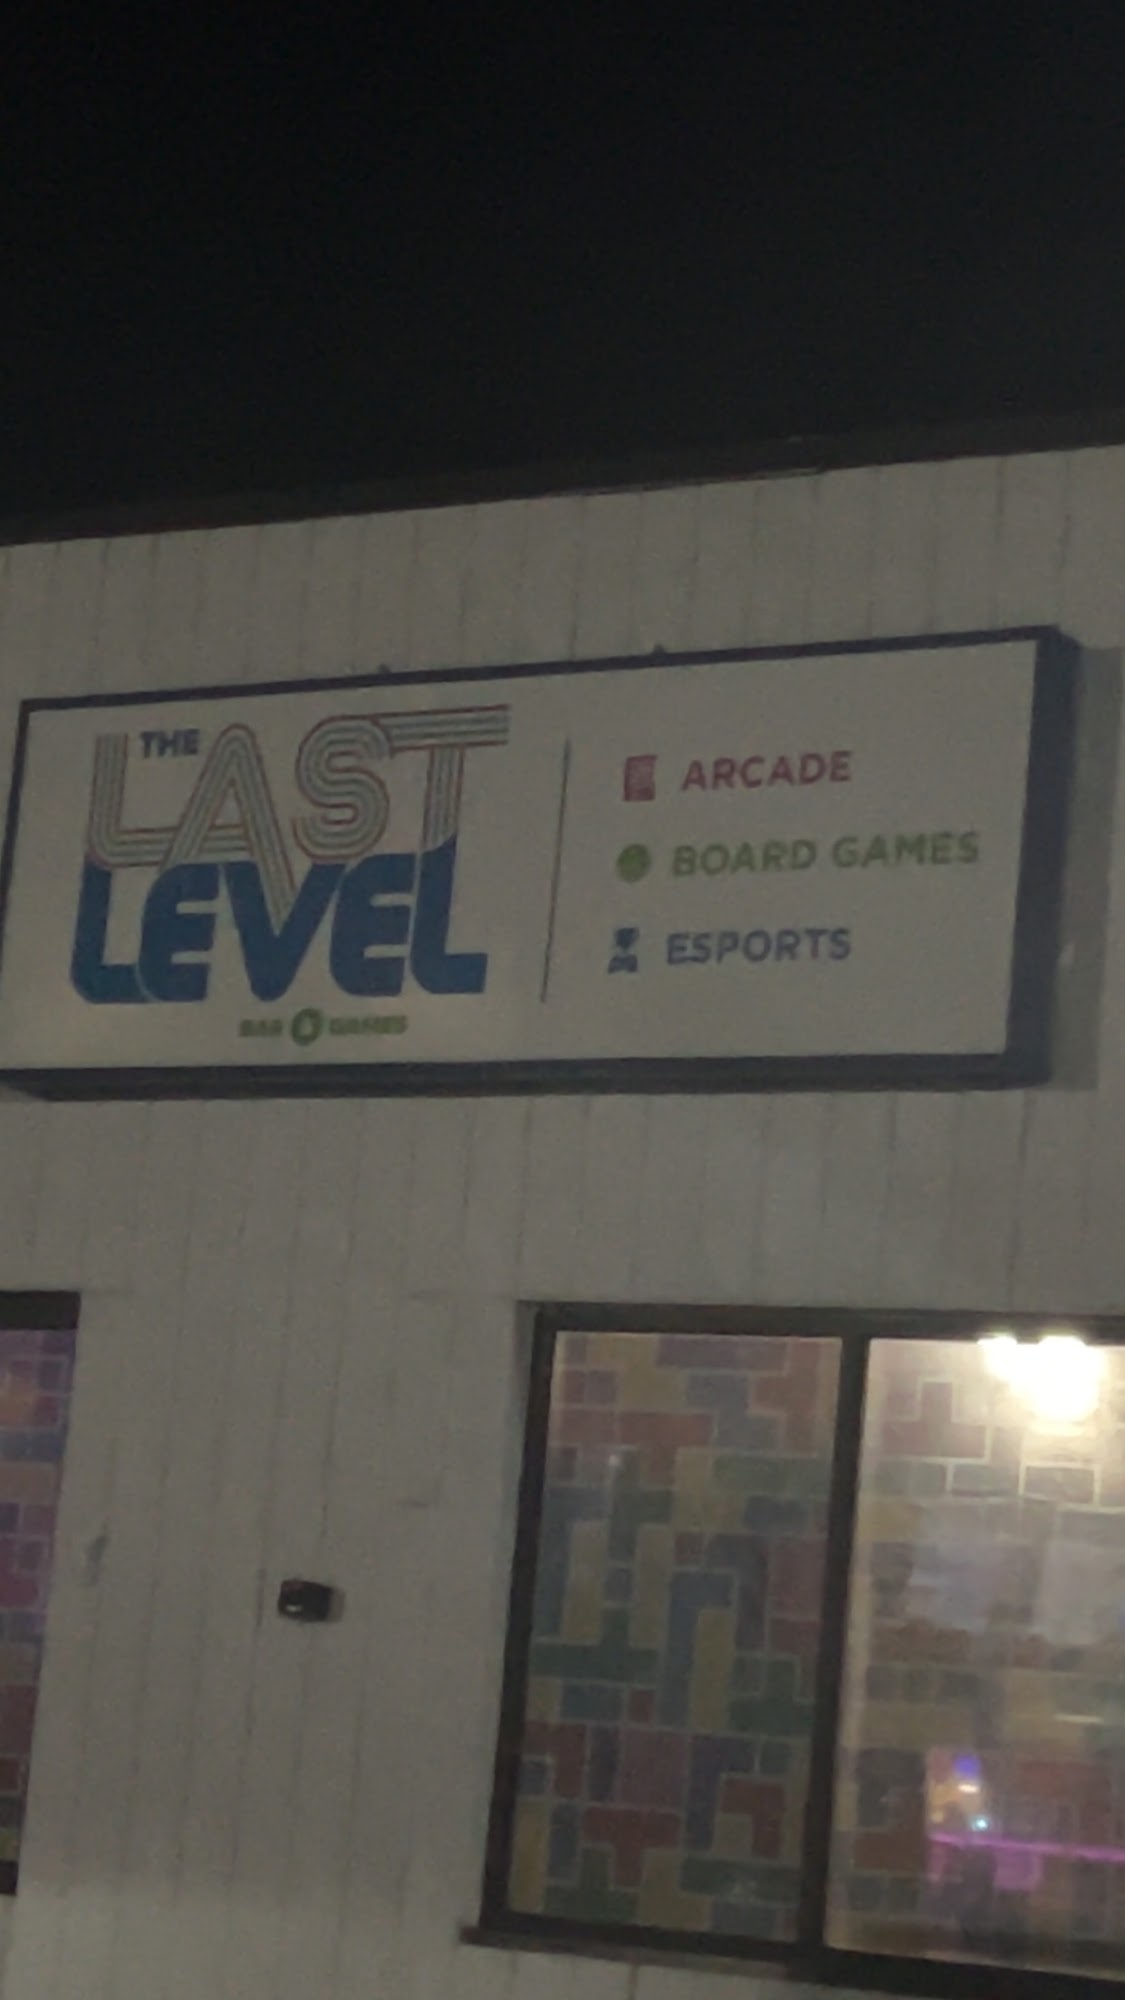 THE
LAST
LEVEL
BAR GAMES
ARCADE
BOARD GAMES
ESPORTS